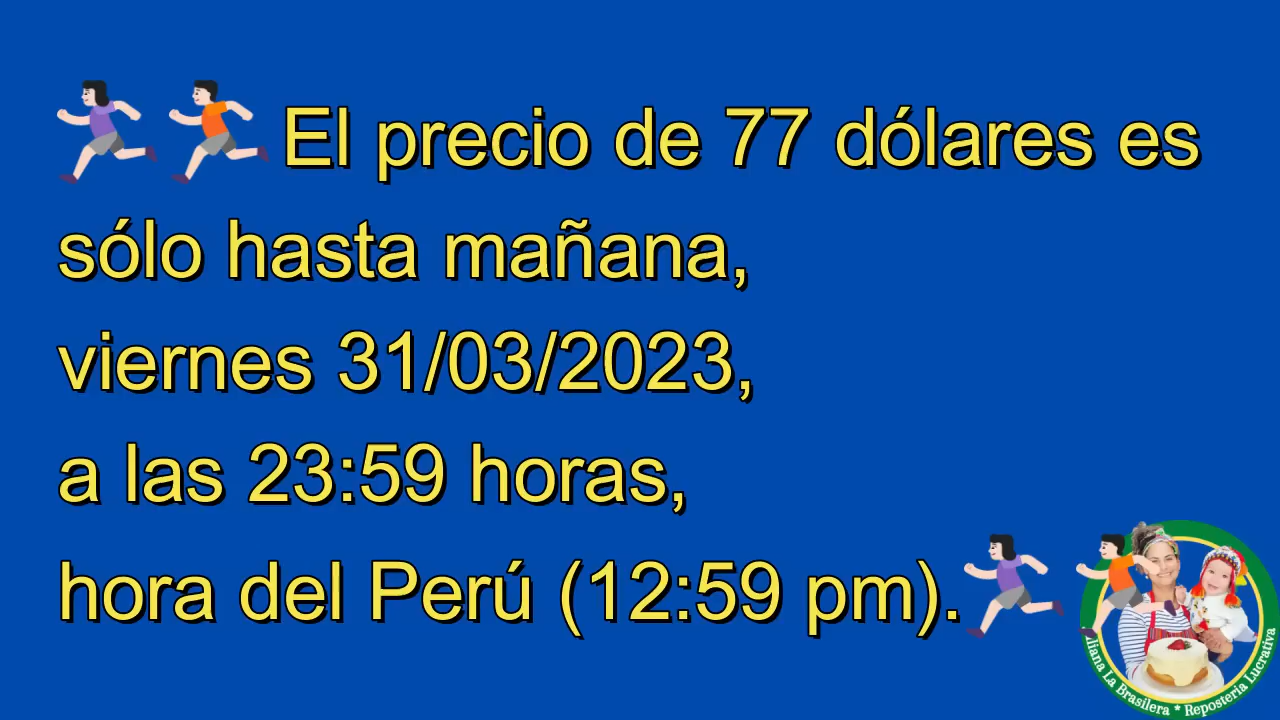 El precio de 77 dólares es
sólo hasta mañana,
viernes 31/03/2023,
a las 23:59 horas,
hora del Perú (12:59 pm).
La Brasilera * Repostería Lucrativa